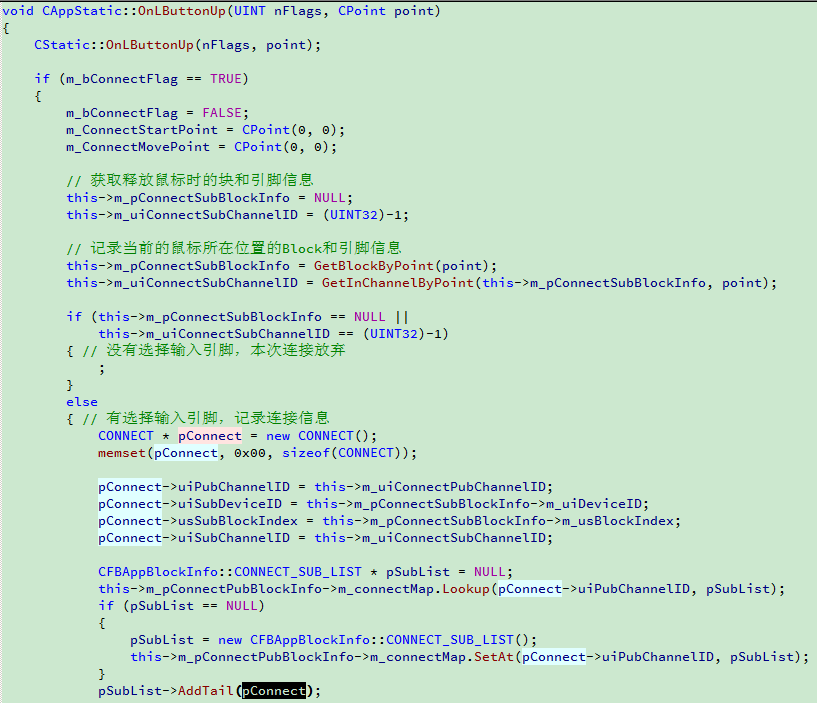 void CAppStatic::OnLButtonUp(UINT nFlags, CPoint point)
{
    CStatic::OnLButtonUp(nFlags, point);

    if (m_bConnectFlag == TRUE)
    {
        m_bConnectFlag = FALSE;
        m_ConnectStartPoint = CPoint(0, 0);
        m_ConnectMovePoint = CPoint(0, 0);

        // 获取释放鼠标时的块和引脚信息
        this->m_pConnectSubBlockInfo = NULL;
        this->m_uiConnectSubChannelID = (UINT32)-1;

        // 记录当前的鼠标所在位置的Block和引脚信息
        this->m_pConnectSubBlockInfo = GetBlockByPoint(point);
        this->m_uiConnectSubChannelID = GetInChannelByPoint(this->m_pConnectSubBlockInfo, point);

        if (this->m_pConnectSubBlockInfo == NULL ||
            this->m_uiConnectSubChannelID == (UINT32)-1)
        { // 没有选择输入引脚，本次连接放弃
            ;
        }
        else
        { // 有选择输入引脚，记录连接信息
            CONNECT * pConnect = new CONNECT();
            memset(pConnect, 0x00, sizeof(CONNECT));

            pConnect->uiPubChannelID = this->m_uiConnectPubChannelID;
            pConnect->uiSubDeviceID = this->m_pConnectSubBlockInfo->m_uiDeviceID;
            pConnect->usSubBlockIndex = this->m_pConnectSubBlockInfo->m_usBlockIndex;
            pConnect->uiSubChannelID = this->m_uiConnectSubChannelID;

            CFBAppBlockInfo::CONNECT_SUB_LIST * pSubList = NULL;
            this->m_pConnectPubBlockInfo->m_connectMap.Lookup(pConnect->uiPubChannelID, pSubList);
            if (pSubList == NULL)
            {
                pSubList = new CFBAppBlockInfo::CONNECT_SUB_LIST();
                this->m_pConnectPubBlockInfo->m_connectMap.SetAt(pConnect->uiPubChannelID, pSubList);
            }
            pSubList->AddTail(pConnect);